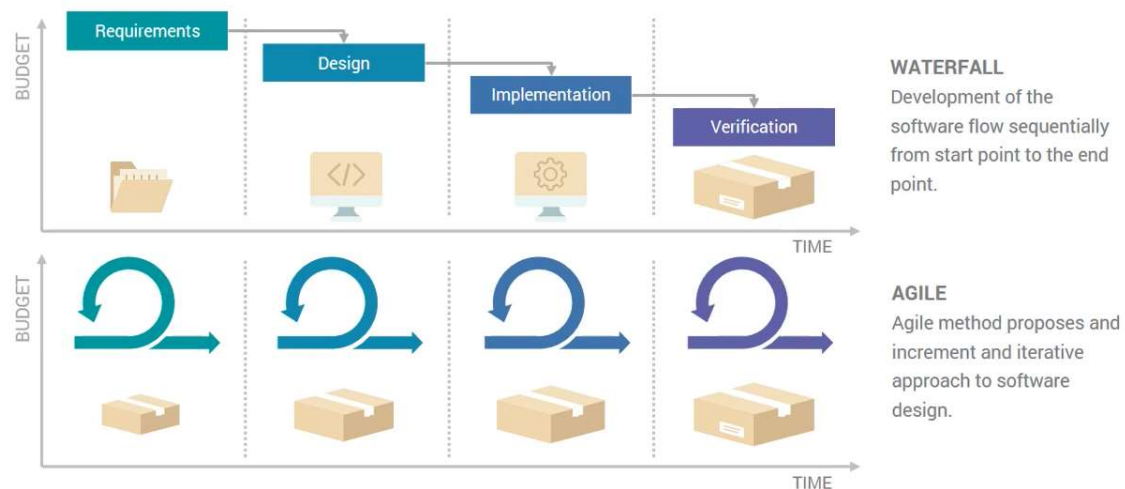 BUDGET
Requirements
Design
Implementation
Verification
</>
TIME
WATERFALL
Development of the
software flow sequentially
from start point to the end
point.
BUDGET
TIME
AGILE
Agile method proposes and
increment and iterative
approach to software
design.